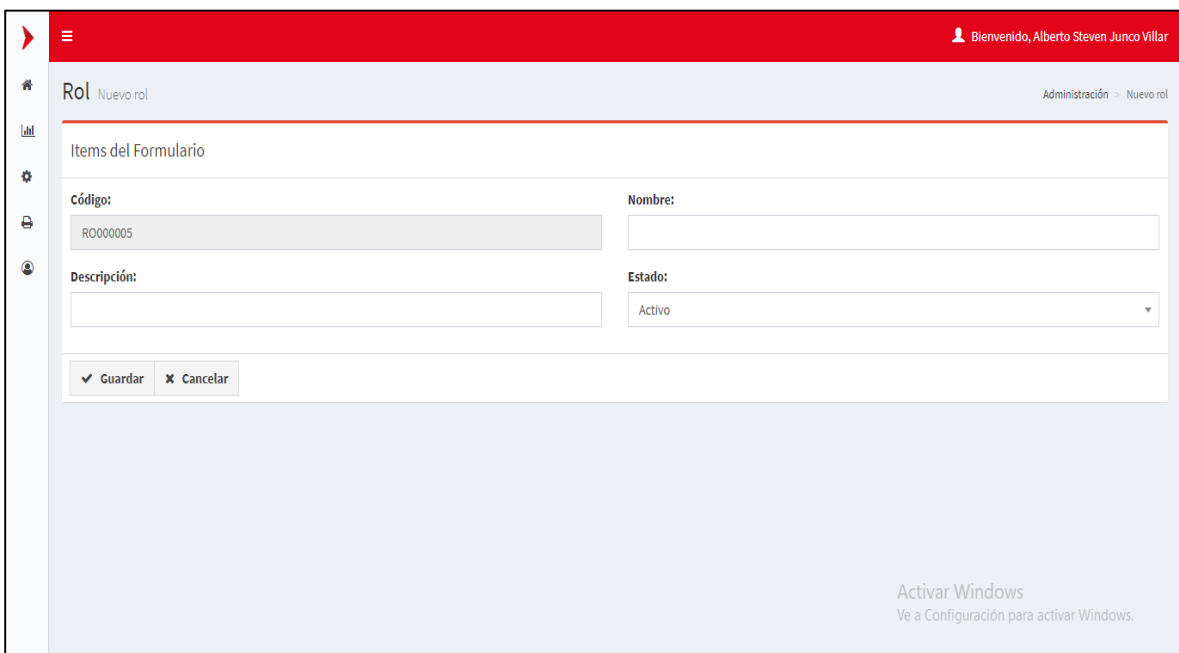 Bienvenido, Alberto Steven Junco Villar
Rol Nuevo rol
Administración > Nuevo rol
Items del Formulario
Código: Nombre:
RO000005
Descripción: Estado:
Activo
Guardar Cancelar
Activar Windows
Ve a Configuración para activar Windows.